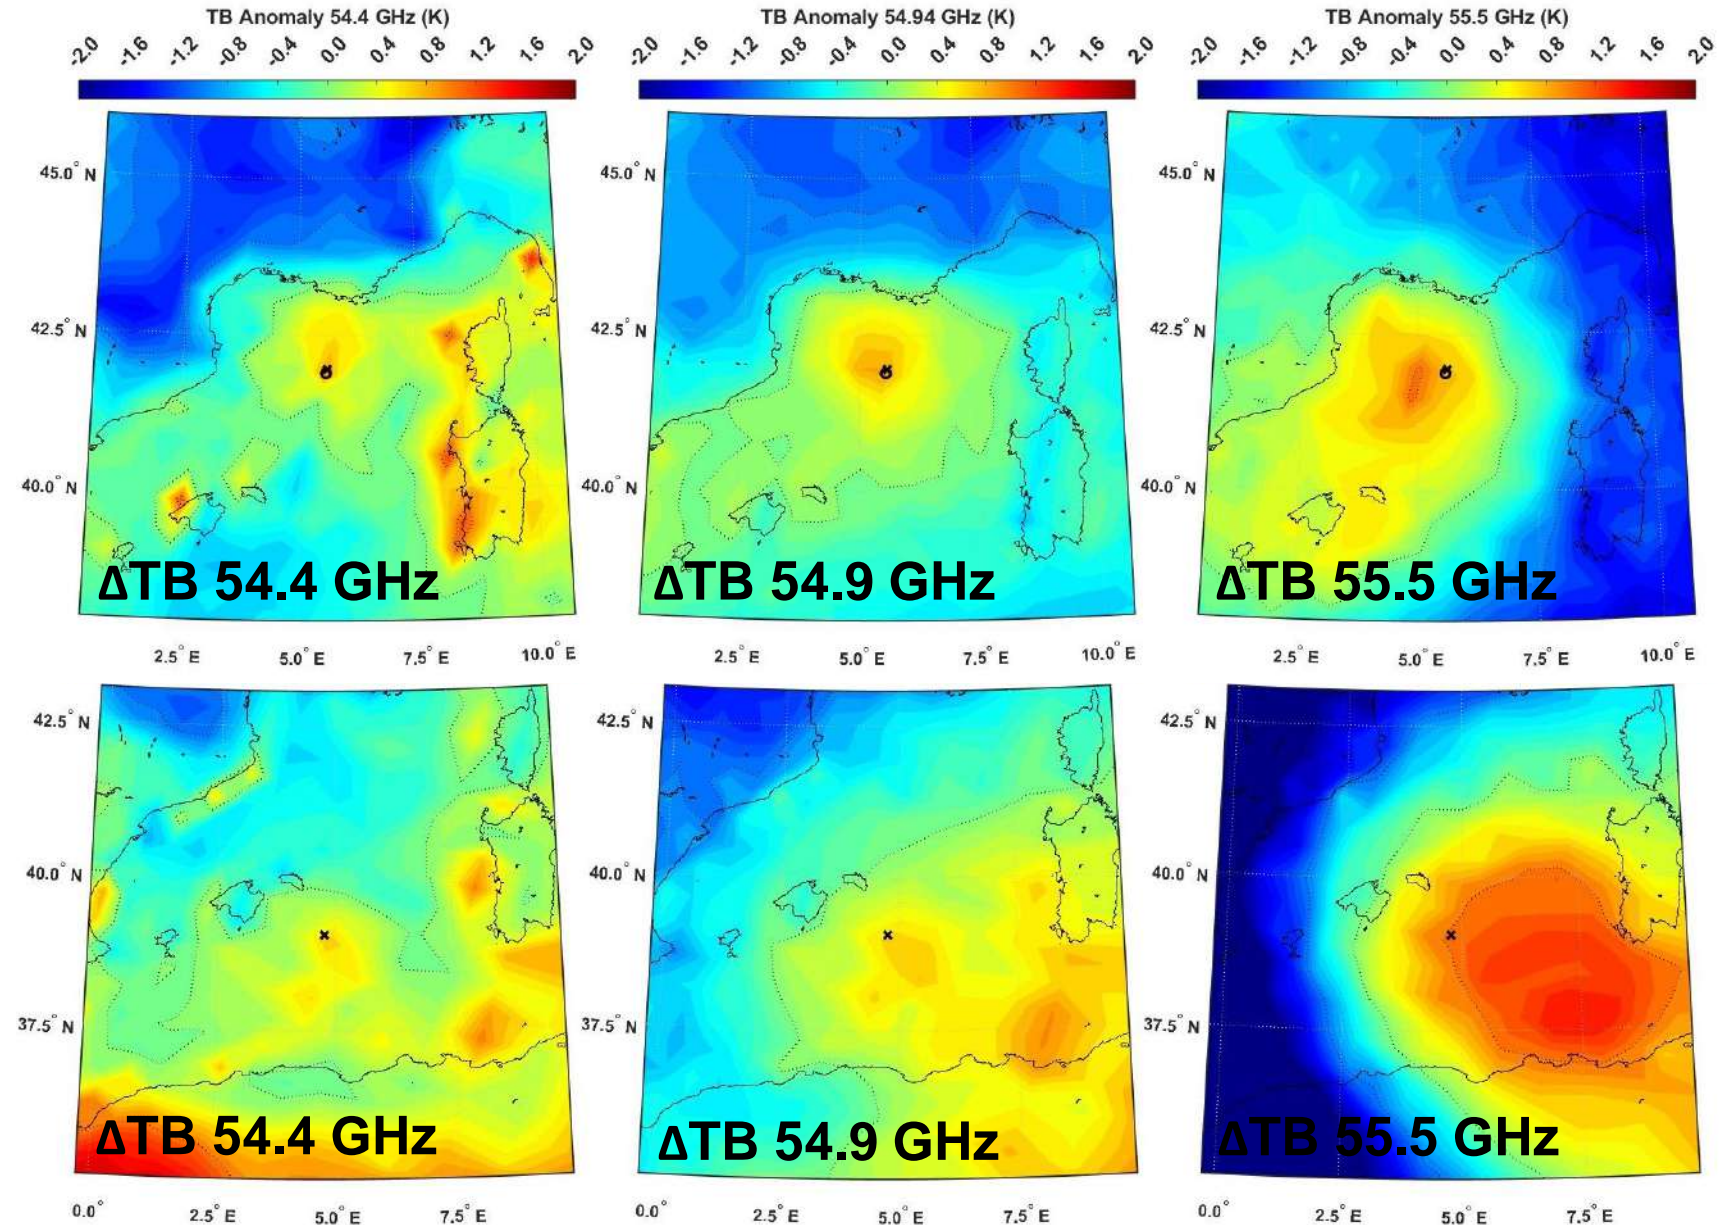 TB Anomaly 54.4 GHz (K)
-2.0 -1.6 -1.2 -0.8 -0.4 0.0 0.4 0.8 1.2 1.6 2.0
TB Anomaly 54.94 GHz (K)
-2.0 -1.6 -1.2 -0.8 -0.4 0.0 0.4 0.8 1.2 1.6 2.0
TB Anomaly 55.5 GHz (K)
-2.0 -1.6 -1.2 -0.8 -0.4 0.0 0.4 0.8 1.2 1.6 2.0
45.0° N
42.5° N
40.0° N
ΔTB 54.4 GHz
2.5° E 5.0° E 7.5° E 10.0° E
45.0° N
42.5° N
40.0° N
ΔTB 54.9 GHz
2.5° E 5.0° E 7.5° E 10.0° E
45.0° N
42.5° N
40.0° N
ΔTB 55.5 GHz
2.5° E 5.0° E 7.5° E 10.0° E
42.5° N
40.0° N
37.5° N
ΔTB 54.4 GHz
0.0° 2.5° E 5.0° E 7.5° E
42.5° N
40.0° N
37.5° N
ΔTB 54.9 GHz
0.0° 2.5° E 5.0° E 7.5° E
42.5° N
40.0° N
37.5° N
ΔTB 55.5 GHz
0.0° 2.5° E 5.0° E 7.5° E